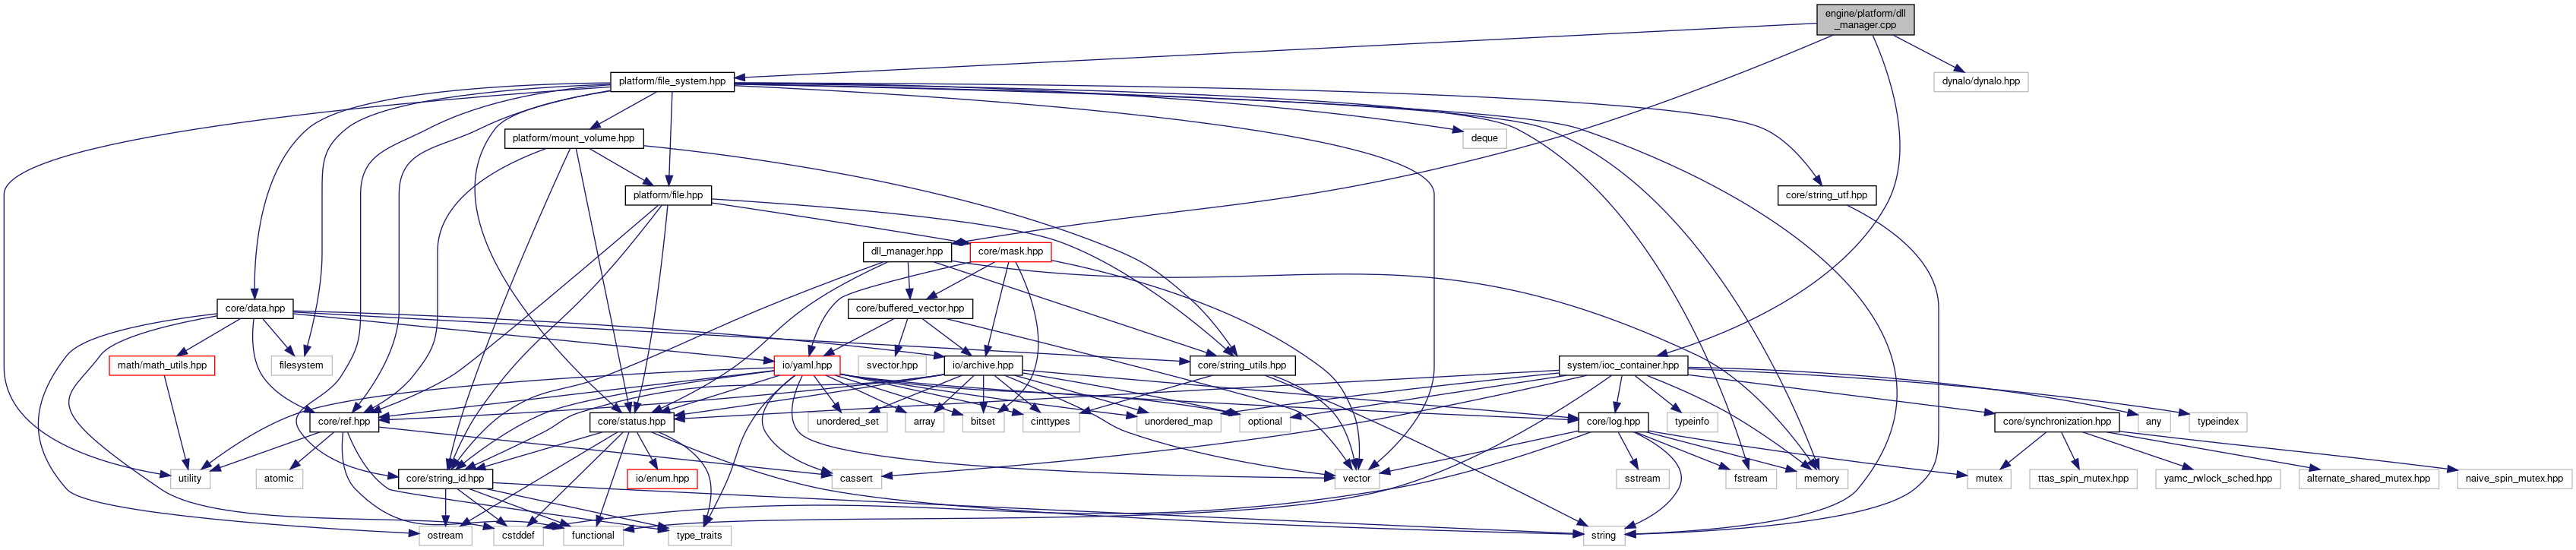 engine/platform/dll
_manager.cpp
platform/file_system.hpp
dynalo/dynalo.hpp
platform/mount_volume.hpp
deque
platform/file.hpp
core/string_utf.hpp
dll_manager.hpp
core/mask.hpp
core/data.hpp
core/buffered_vector.hpp
math/math_utils.hpp
filesystem
io/yaml.hpp
svector.hpp
io/archive.hpp
core/string_utils.hpp
system/ioc_container.hpp
core/ref.hpp
core/status.hpp
unordered_set
array
bitset
cinttypes
unordered_map
optional
core/log.hpp
typeinfo
core/synchronization.hpp
any
typeindex
utility
atomic
core/string_id.hpp
io/enum.hpp
cassert
vector
sstream
fstream
memory
mutex
ttas_spin_mutex.hpp
yamc_rwlock_sched.hpp
alternate_shared_mutex.hpp
naive_spin_mutex.hpp
ostream
cstddef
functional
type_traits
string